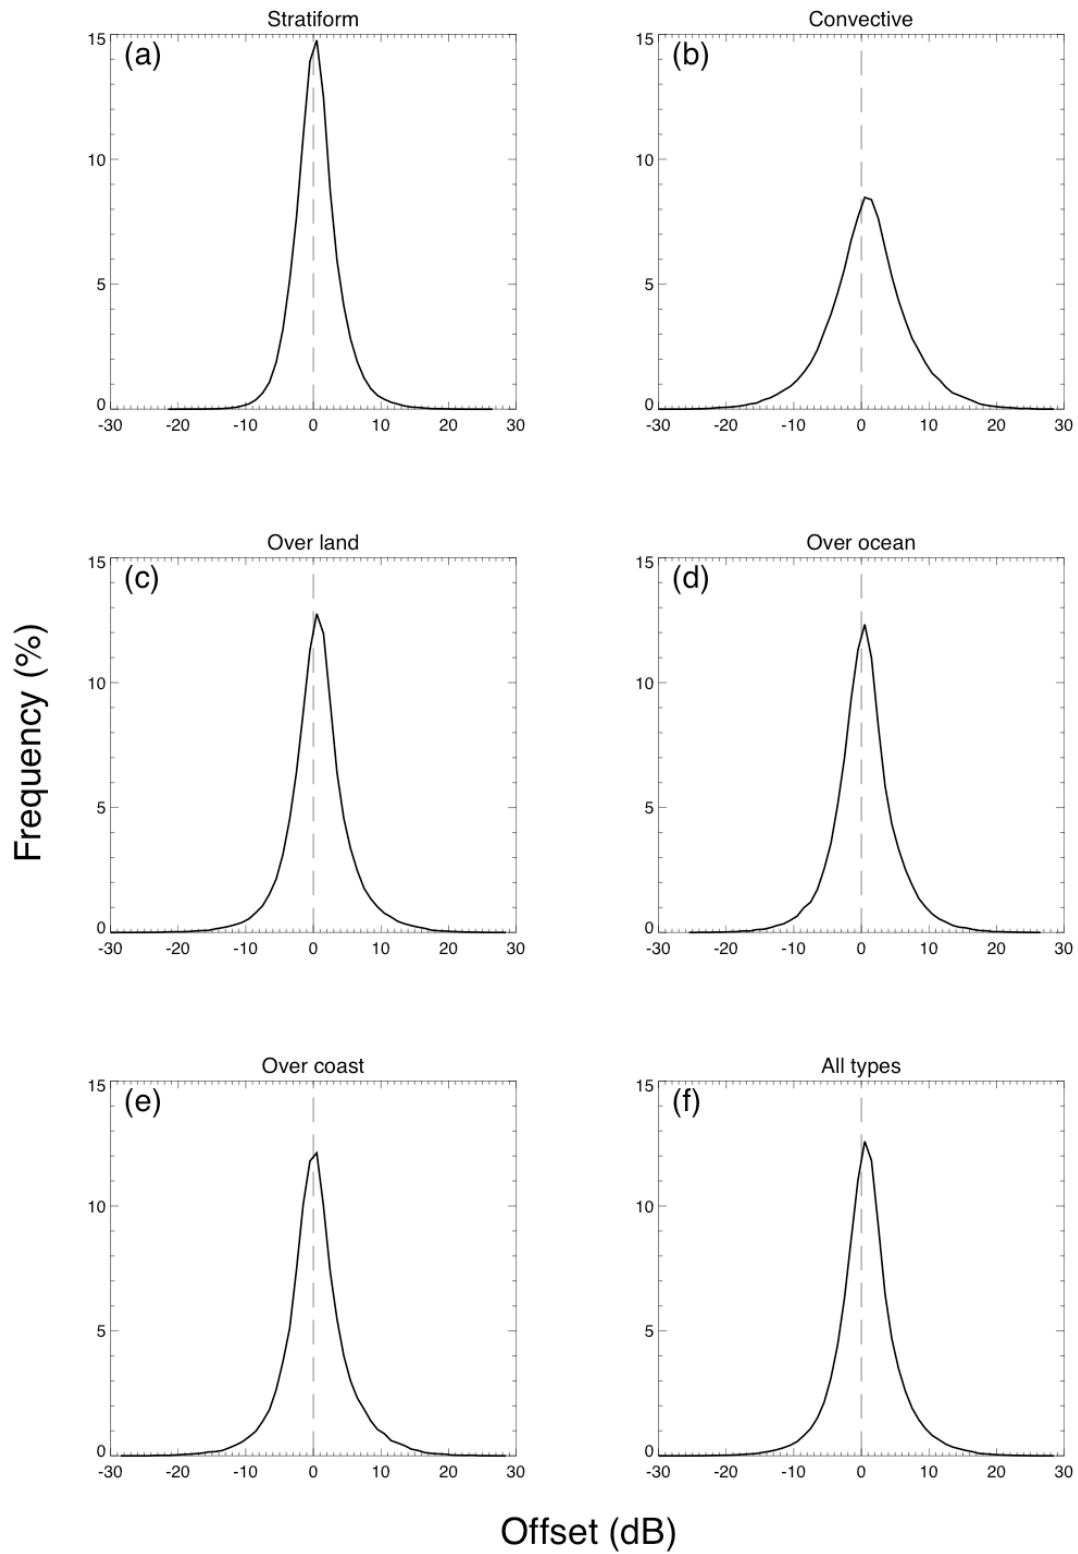 Stratiform
(a)
15
10
5
0
-30 -20 -10 0 10 20 30
Convective
(b)
15
10
5
0
-30 -20 -10 0 10 20 30
Over land
(c)
15
10
5
0
-30 -20 -10 0 10 20 30
Over ocean
(d)
15
10
5
0
-30 -20 -10 0 10 20 30
Frequency (%)
Over coast
(e)
15
10
5
0
-30 -20 -10 0 10 20 30
All types
(f)
15
10
5
0
-30 -20 -10 0 10 20 30
Offset (dB)